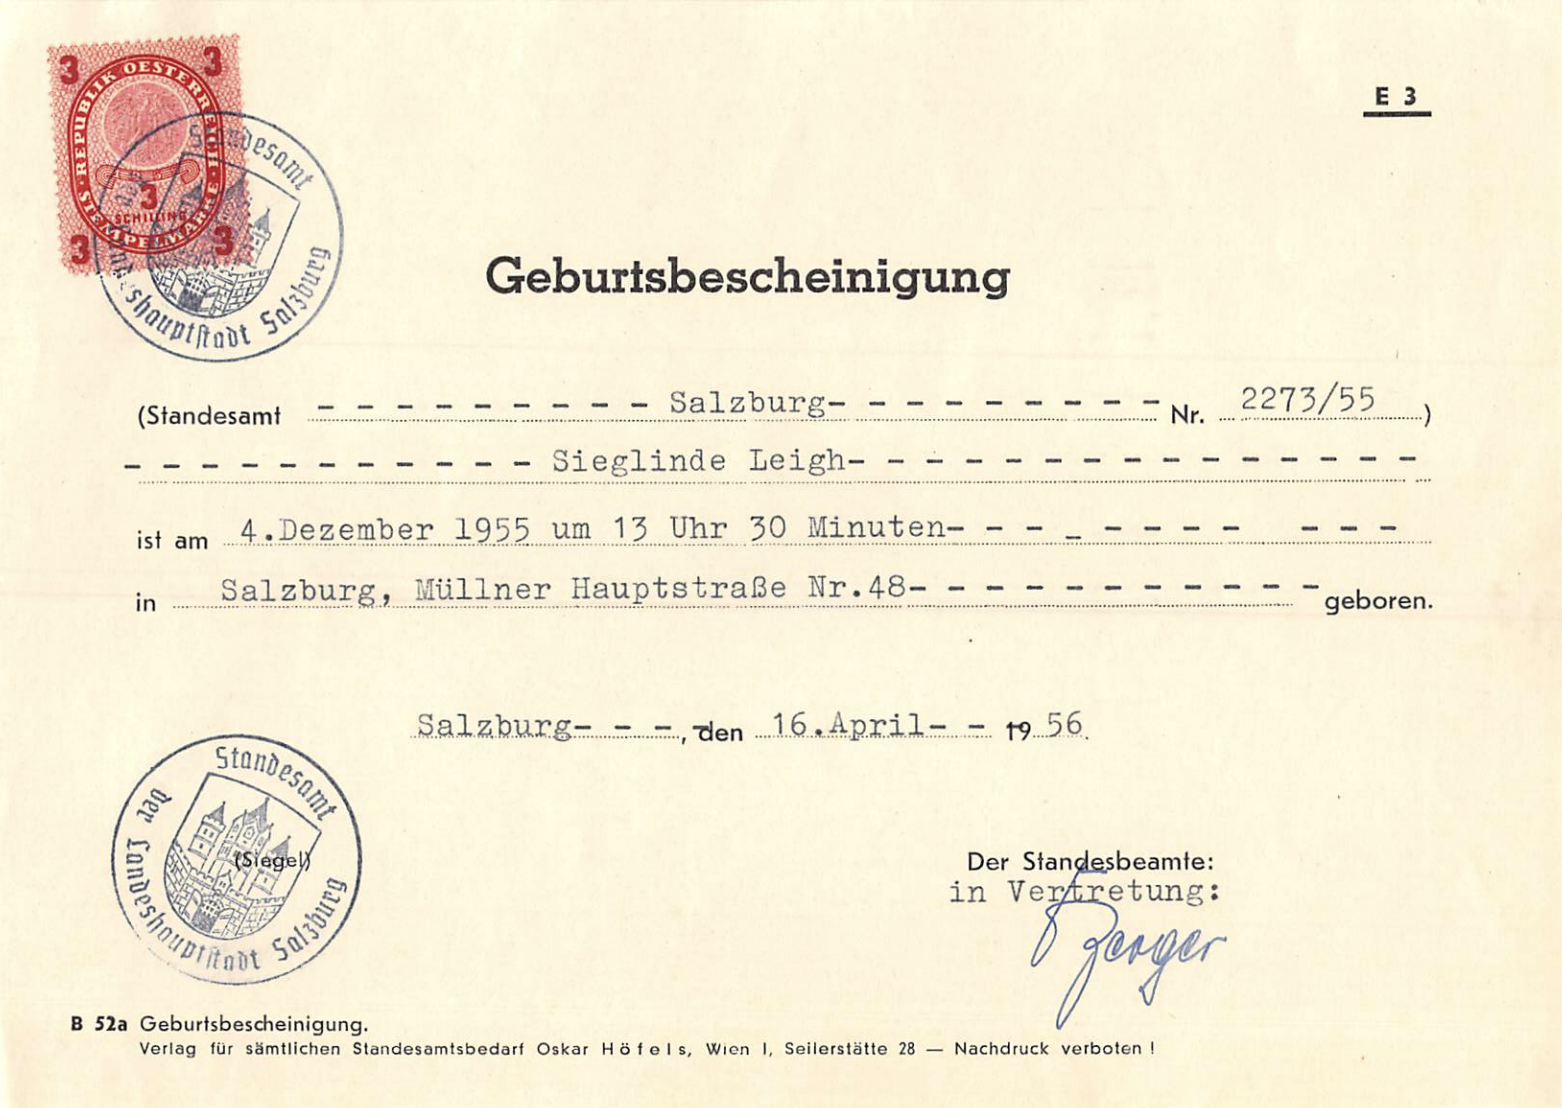 3 3
REPUBLIK OESTERREICH
3
SCHILLING
STEMPELMARKE
3 3
Standesamt
der Landeshauptstadt Salzburg
E 3
Geburtsbescheinigung
(Standesamt - - - - - - - - - Salzburg- - - - - - - - - Nr. 2273/55 )
- - - - - - - - - - - Sieglinde Leigh- - - - - - - - - - - - - - -
ist am 4.Dezember 1955 um 13 Uhr 30 Minuten- - - - _ - - - - - - -
in Salzburg, Müllner Hauptstraße Nr.48- - - - - - - - - - - geboren.
Salzburg- - -, den 16.April- - 19 56.
Standesamt
der Landeshauptstadt Salzburg
(Siegel)
Der Standesbeamte:
in Vertretung:
B 52a Geburtsbescheinigung.
Verlag für sämtlichen Standesamtsbedarf Oskar Höfels, Wien I, Seilerstätte 28 — Nachdruck verboten !